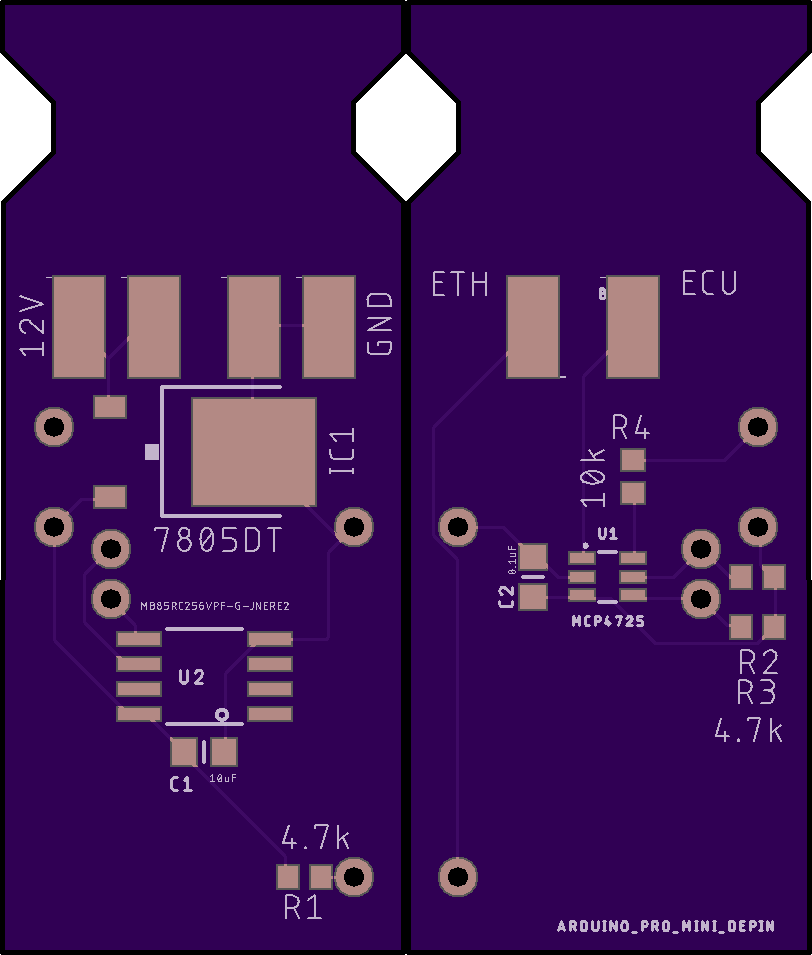 12V
GND
IC1
7805DT
MB85RC256VPF-G-JNERE2
U2
C1
10uF
4.7k
R1
ETH
ECU
R4
10k
U1
0.1uF
C2
MCP4725
R2
R3
4.7k
ARDUINO_PRO_MINI_DEPIN